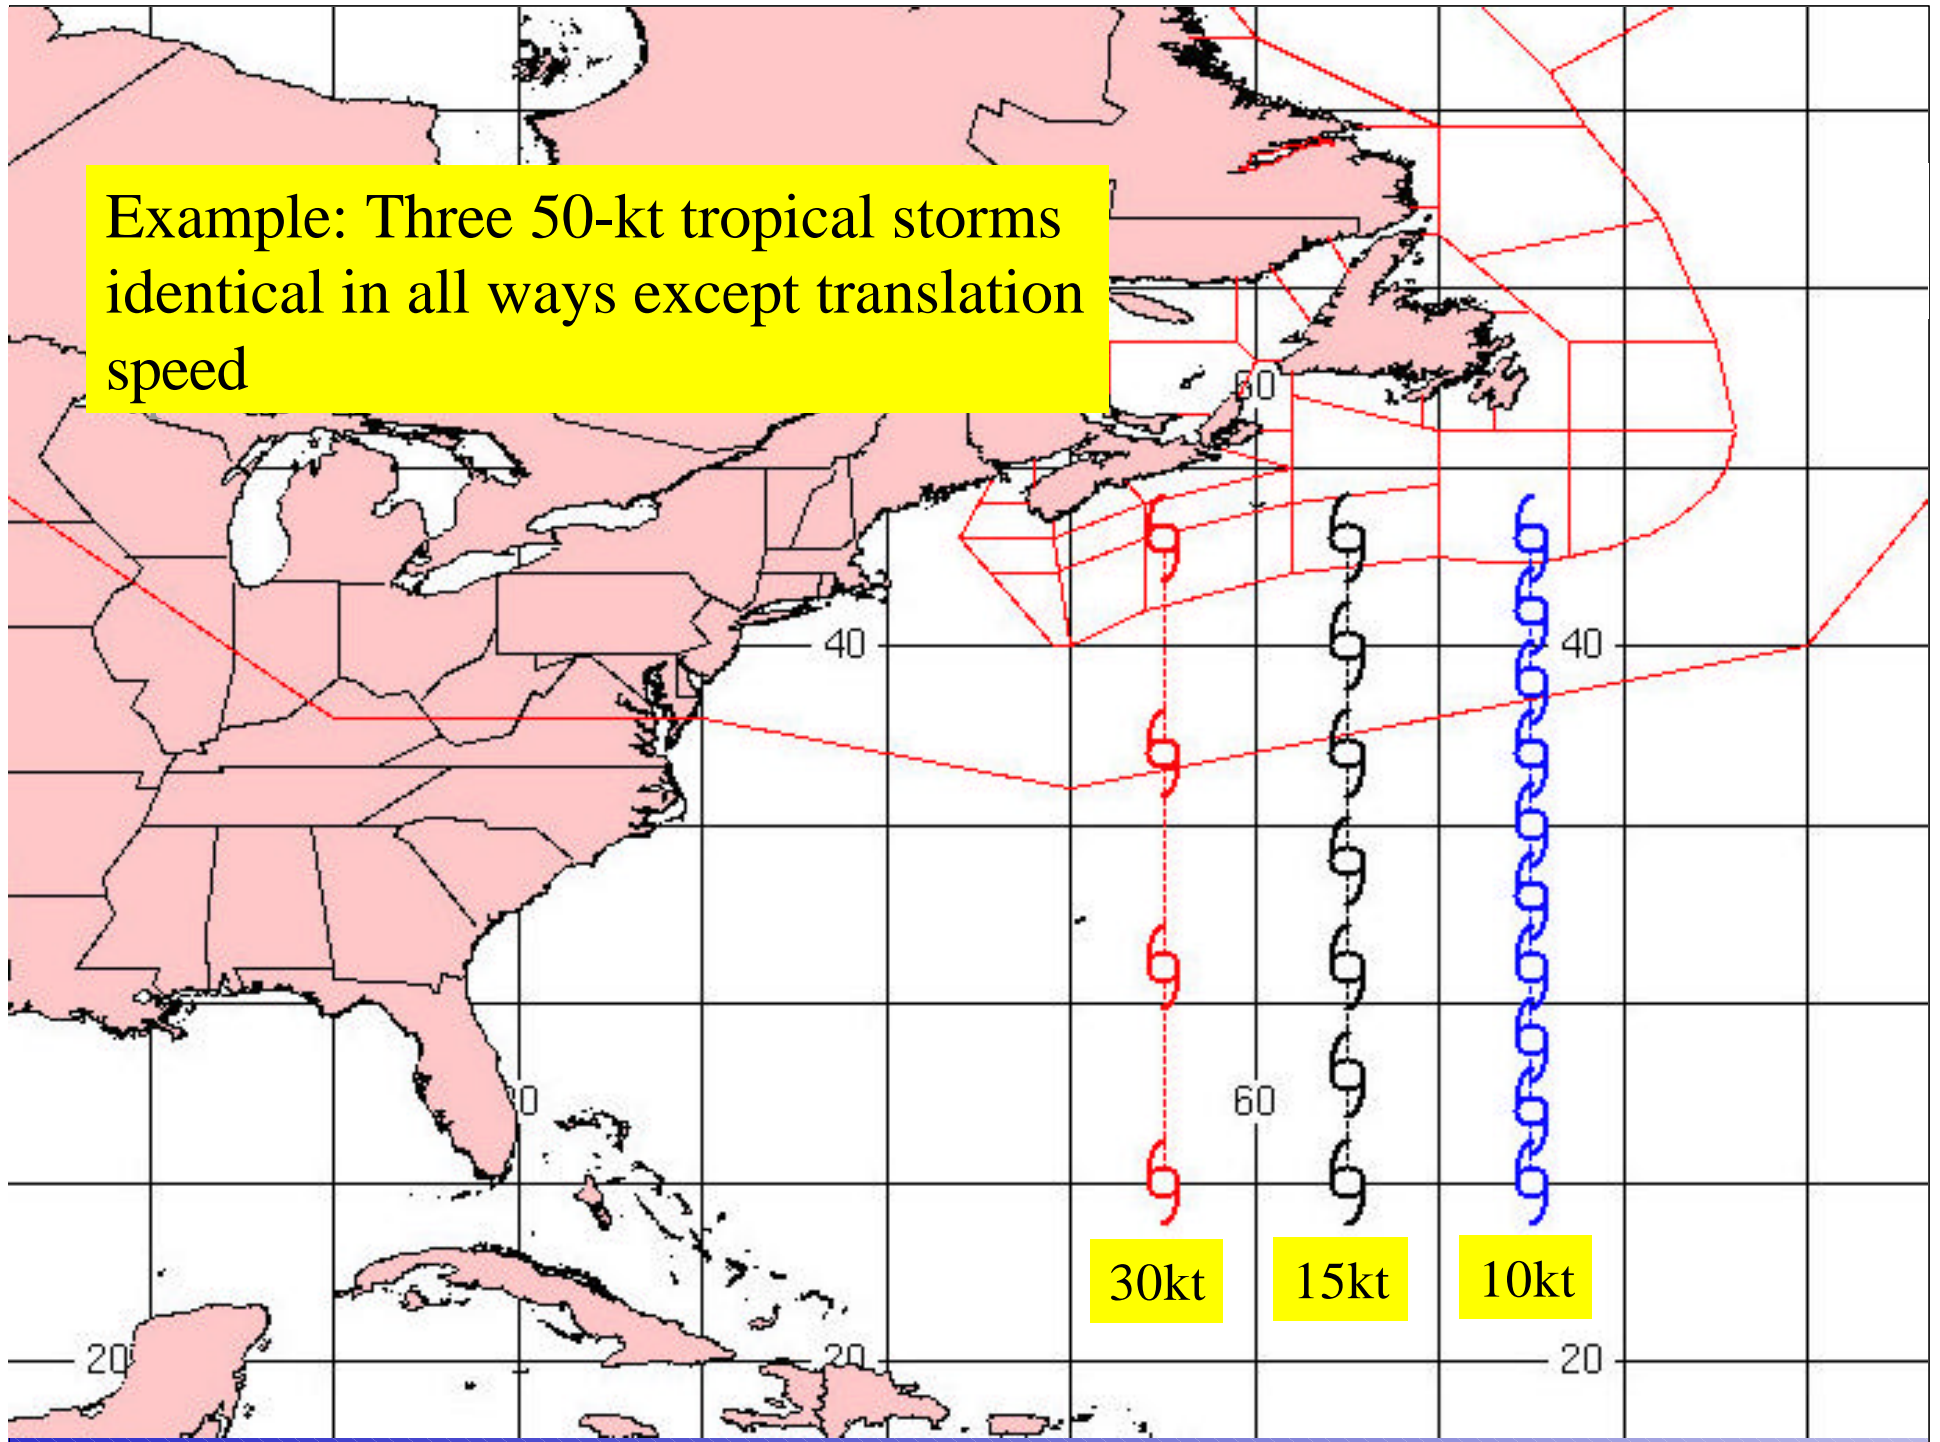 Example: Three 50-kt tropical storms
identical in all ways except translation
speed
60
40
40
60
30kt
15kt
10kt
20
20
20